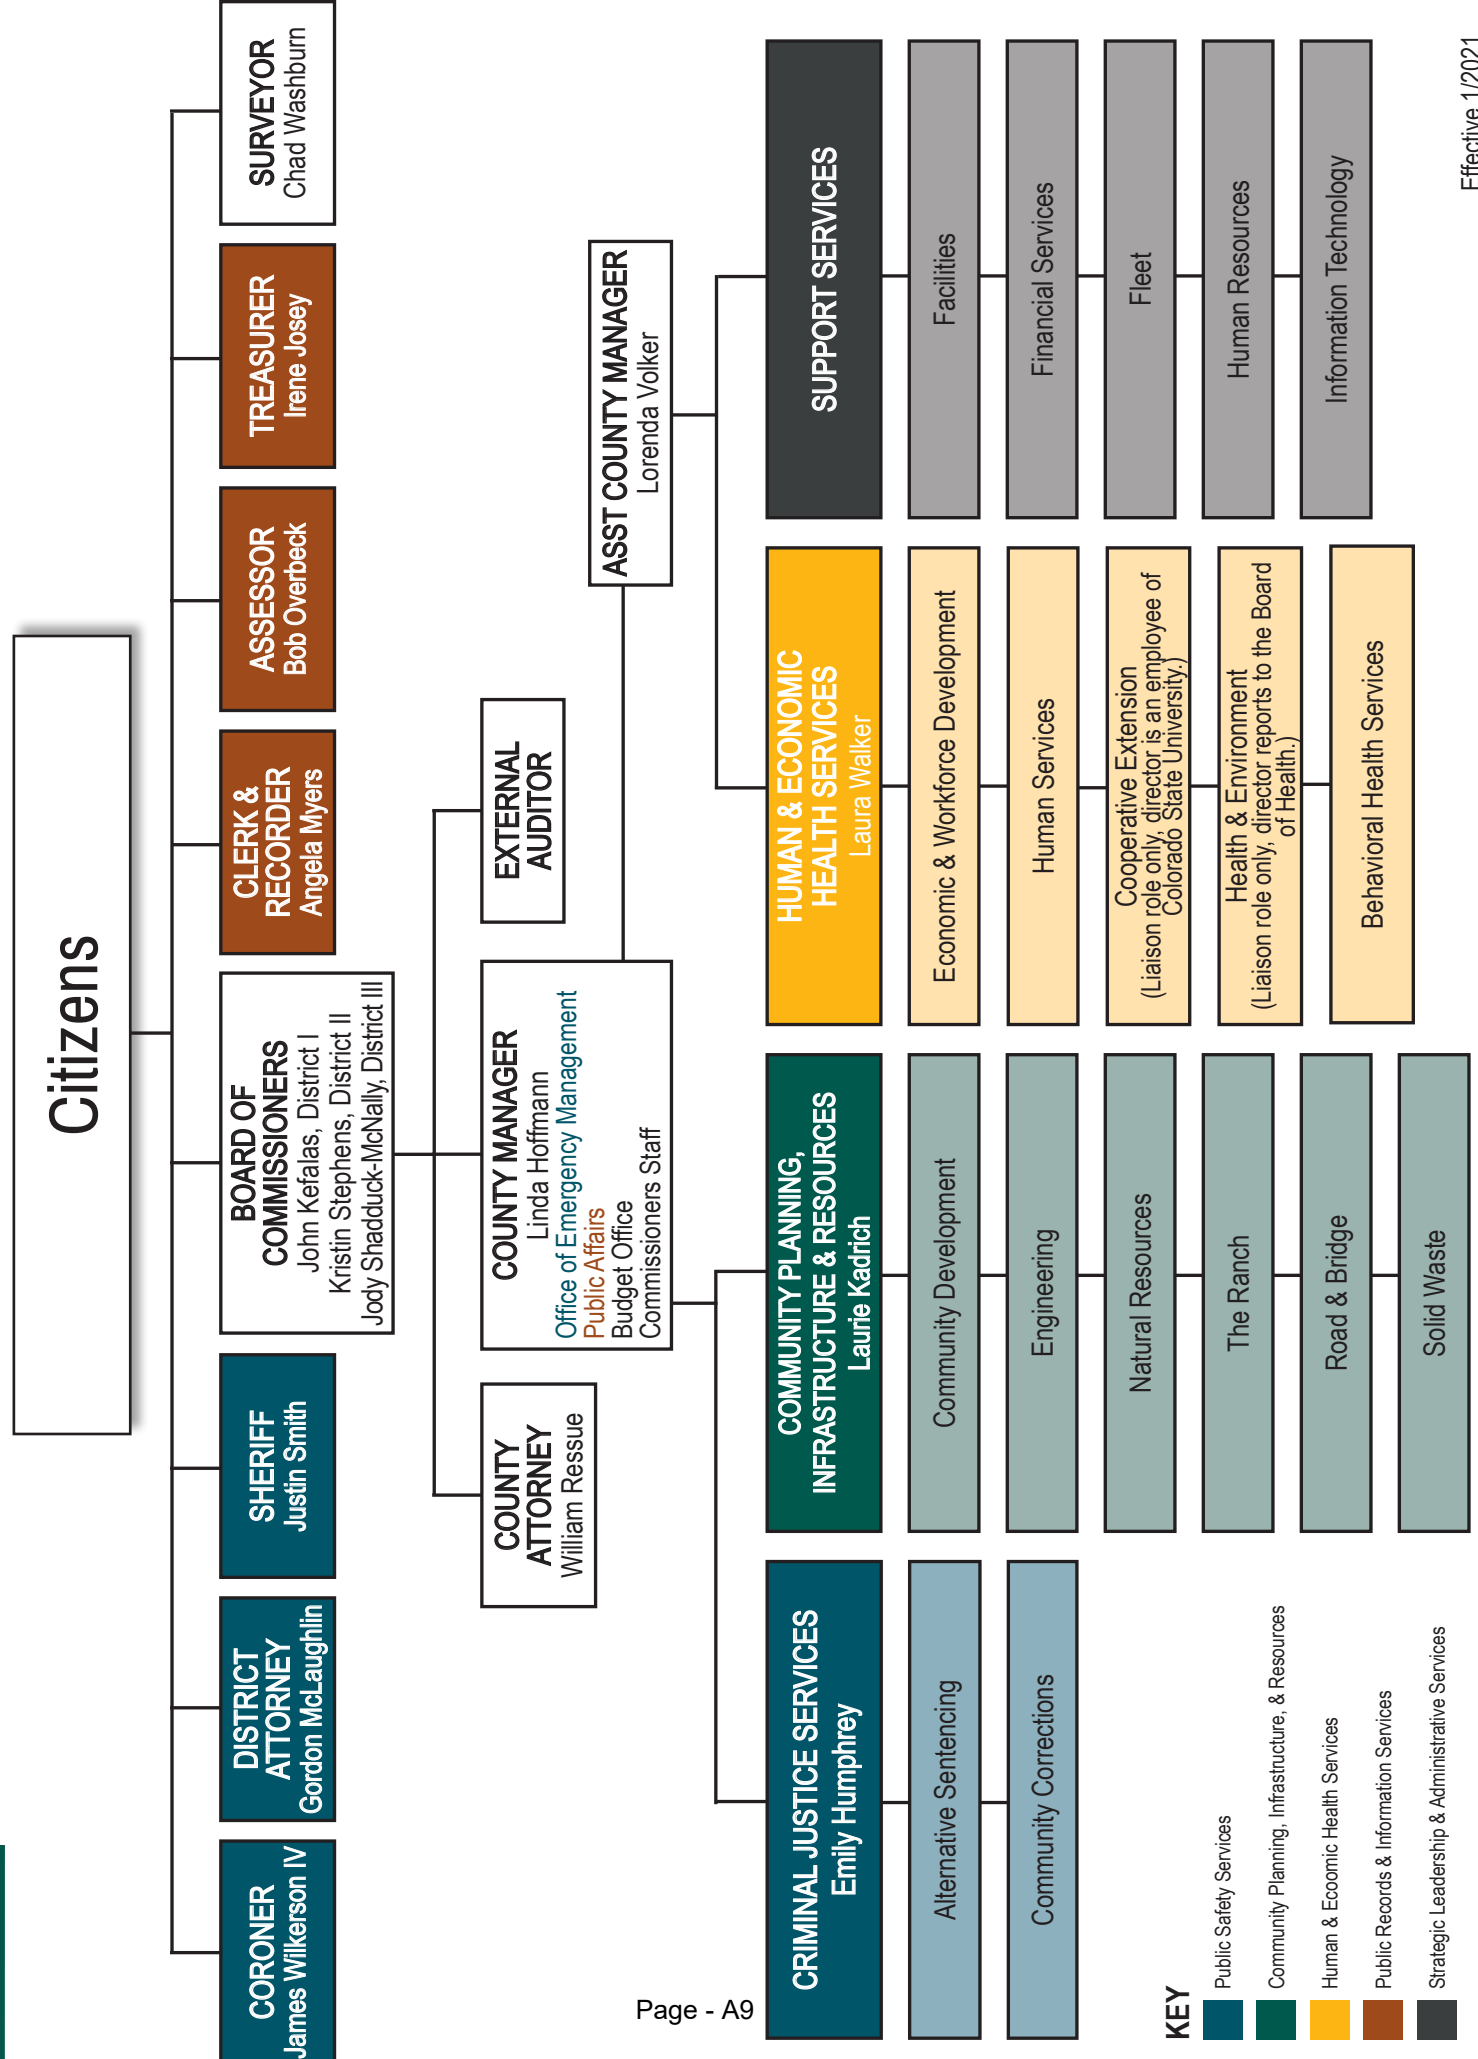 Citizens
CORONER
James Wilkerson IV
DISTRICT
ATTORNEY
Gordon McLaughlin
SHERIFF
Justin Smith
BOARD OF
COMMISSIONERS
John Kefalas, District I
Kristin Stephens, District II
Jody Shadduck-McNally, District III
CLERK &
RECORDER
Angela Myers
ASSESSOR
Bob Overbeck
TREASURER
Irene Josey
SURVEYOR
Chad Washburn
COUNTY
ATTORNEY
William Ressue
COUNTY MANAGER
Linda Hoffmann
Office of Emergency Management
Public Affairs
Budget Office
Commissioners Staff
EXTERNAL
AUDITOR
ASST COUNTY MANAGER
Lorenda Volker
CRIMINAL JUSTICE SERVICES
Emily Humphrey
Alternative Sentencing
Community Corrections
COMMUNITY PLANNING,
INFRASTRUCTURE & RESOURCES
Laurie Kadrich
Community Development
Engineering
Natural Resources
The Ranch
Road & Bridge
Solid Waste
HUMAN & ECONOMIC
HEALTH SERVICES
Laura Walker
Economic & Workforce Development
Human Services
Cooperative Extension
(Liaison role only, director is an employee of
Colorado State University.)
Health & Environment
(Liaison role only, director reports to the Board
of Health.)
Behavioral Health Services
SUPPORT SERVICES
Facilities
Financial Services
Fleet
Human Resources
Information Technology
KEY
Public Safety Services
Community Planning, Infrastructure, & Resources
Human & Ecoomic Health Services
Public Records & Information Services
Strategic Leadership & Administrative Services
Effective 1/2021
Page - A9